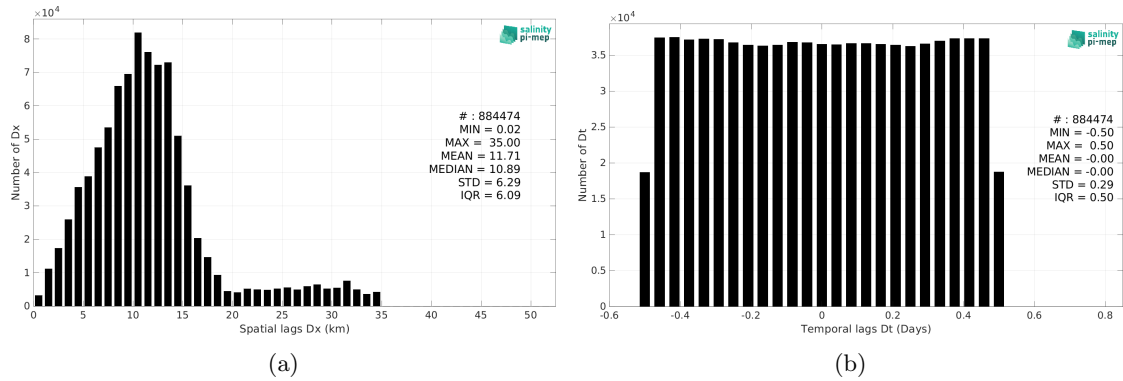 ×10⁴
8
7
6
5
4
3
2
1
0
Number of Dx
salinity
pi-mep
# : 884474
MIN = 0.02
MAX = 35.00
MEAN = 11.71
MEDIAN = 10.89
STD = 6.29
IQR = 6.09
0 5 10 15 20 25 30 35 40 45 50
Spatial lags Dx (km)
(a)
×10⁴
3.5
3
2.5
2
1.5
1
0.5
0
Number of Dt
salinity
pi-mep
# : 884474
MIN = -0.50
MAX = 0.50
MEAN = -0.00
MEDIAN = -0.00
STD = 0.29
IQR = 0.50
-0.6 -0.4 -0.2 0 0.2 0.4 0.6 0.8
Temporal lags Dt (Days)
(b)